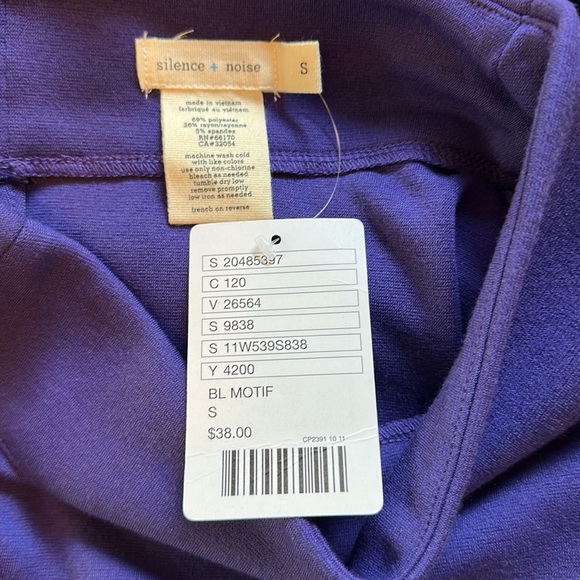 silence + noise S
made in vietnam
fabriqué au viêtnam
69% polyester
26% rayon/rayonne
5% spandex
RN#66170
CA#32054
machine wash cold
with like colors
use only non-chlorine
bleach as needed
tumble dry low
remove promptly
low iron as needed
french on reverse
S 20485397
C 120
V 26564
S 9838
S 11W539S838
Y 4200
BL MOTIF
S
$38.00
CP2391 10 11